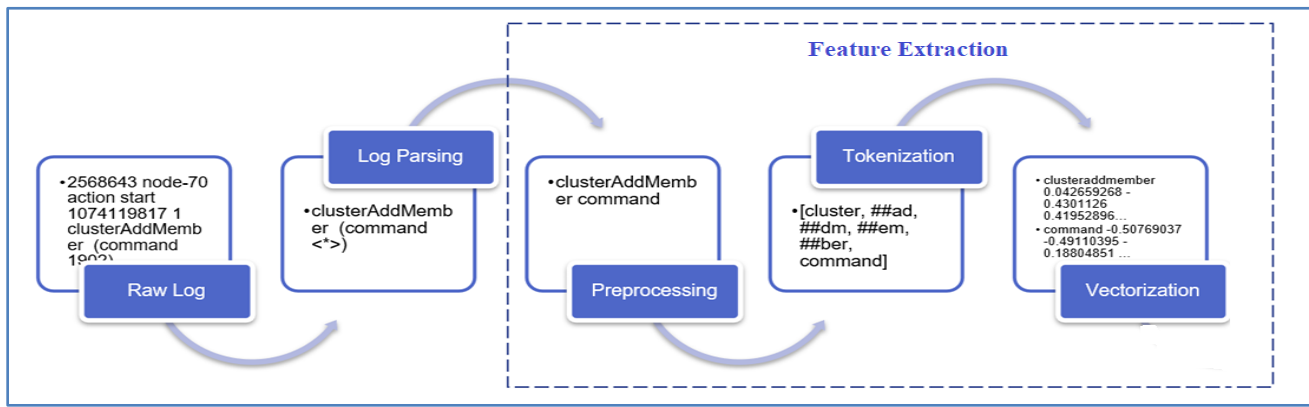 Feature Extraction
•2568643 node-70
action start
1074119817 1
clusterAddMemb
er (command
1902)
Raw Log
Log Parsing
•clusterAddMemb
er (command
<*>)
•clusterAddMemb
er command
Preprocessing
Tokenization
•[cluster, ##ad,
##dm, ##em,
##ber,
command]
• clusteraddmember
0.042659268 -
0.4301126
0.41952896...
• command -0.50769037
-0.49110395 -
0.18804851 ...
Vectorization